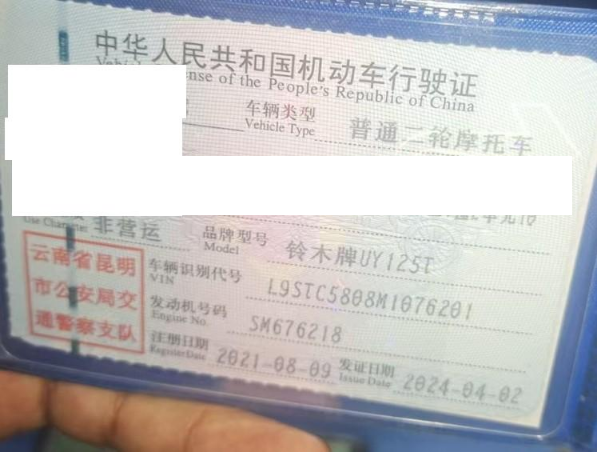 中华人民共和国机动车行驶证
Vehicle License of the People's Republic of China
车辆类型 普通二轮摩托车
Vehicle Type
非营运 品牌型号 铃木牌UY125T
Use Character Model
云南省昆明
市公安局交
通警察支队
车辆识别代号 L9STC5808M1076201
VIN
发动机号码 SM676218
Engine No.
注册日期 2021-08-09 发证日期 2024-04-02
Register Date Issue Date